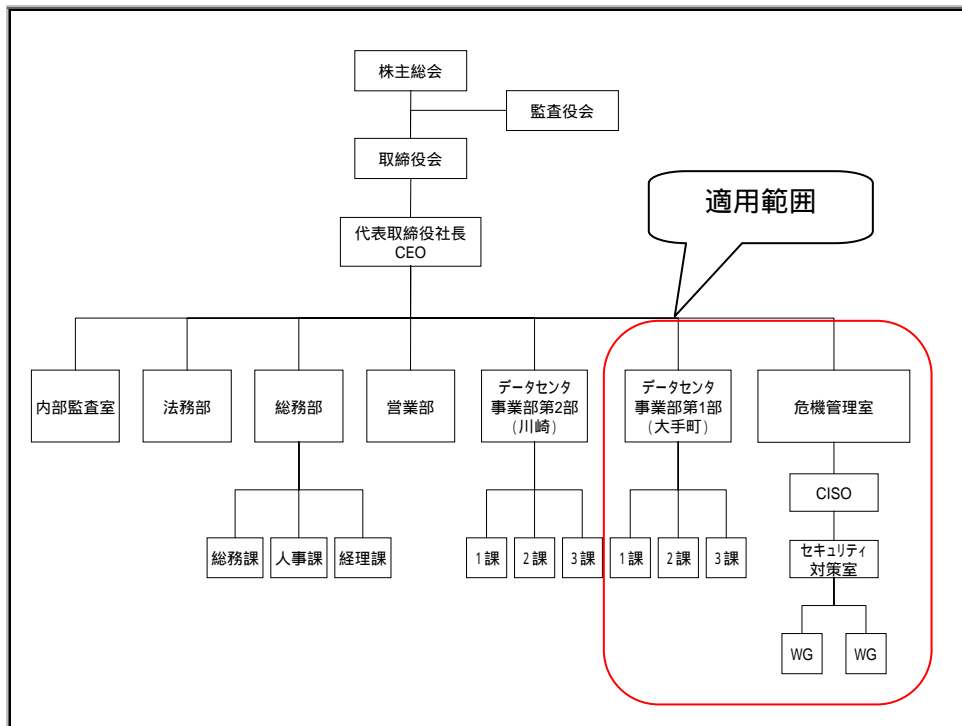 株主総会
監査役会
取締役会
適用範囲
代表取締役社長
CEO
内部監査室
法務部
総務部
営業部
データセンタ
事業部第2部
(川崎)
データセンタ
事業部第1部
(大手町)
危機管理室
CISO
総務課
人事課
経理課
1課
2課
3課
1課
2課
3課
セキュリティ
対策室
WG
WG